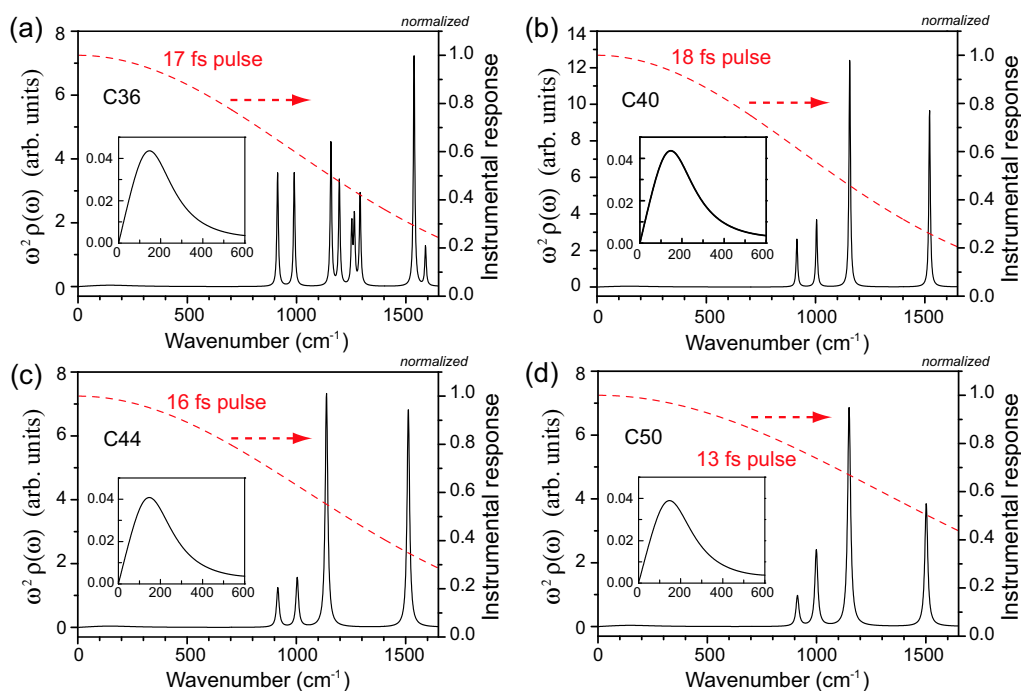 (a)
normalized
17 fs pulse
C36
ω² ρ(ω) (arb. units)
8
6
4
2
0
1.0
0.8
0.6
0.4
0.2
0.0
Instrumental response
0.04
0.02
0.00
0 200 400 600
0 500 1000 1500
Wavenumber (cm⁻¹)
(b)
normalized
18 fs pulse
C40
ω² ρ(ω) (arb. units)
14
12
10
8
6
4
2
0
1.0
0.8
0.6
0.4
0.2
0.0
Instrumental response
0.04
0.02
0.00
0 200 400 600
0 500 1000 1500
Wavenumber (cm⁻¹)
(c)
normalized
16 fs pulse
C44
ω² ρ(ω) (arb. units)
8
6
4
2
0
1.0
0.8
0.6
0.4
0.2
0.0
Instrumental response
0.04
0.02
0.00
0 200 400 600
0 500 1000 1500
Wavenumber (cm⁻¹)
(d)
normalized
13 fs pulse
C50
ω² ρ(ω) (arb. units)
8
6
4
2
0
1.0
0.8
0.6
0.4
0.2
0.0
Instrumental response
0.04
0.02
0.00
0 200 400 600
0 500 1000 1500
Wavenumber (cm⁻¹)